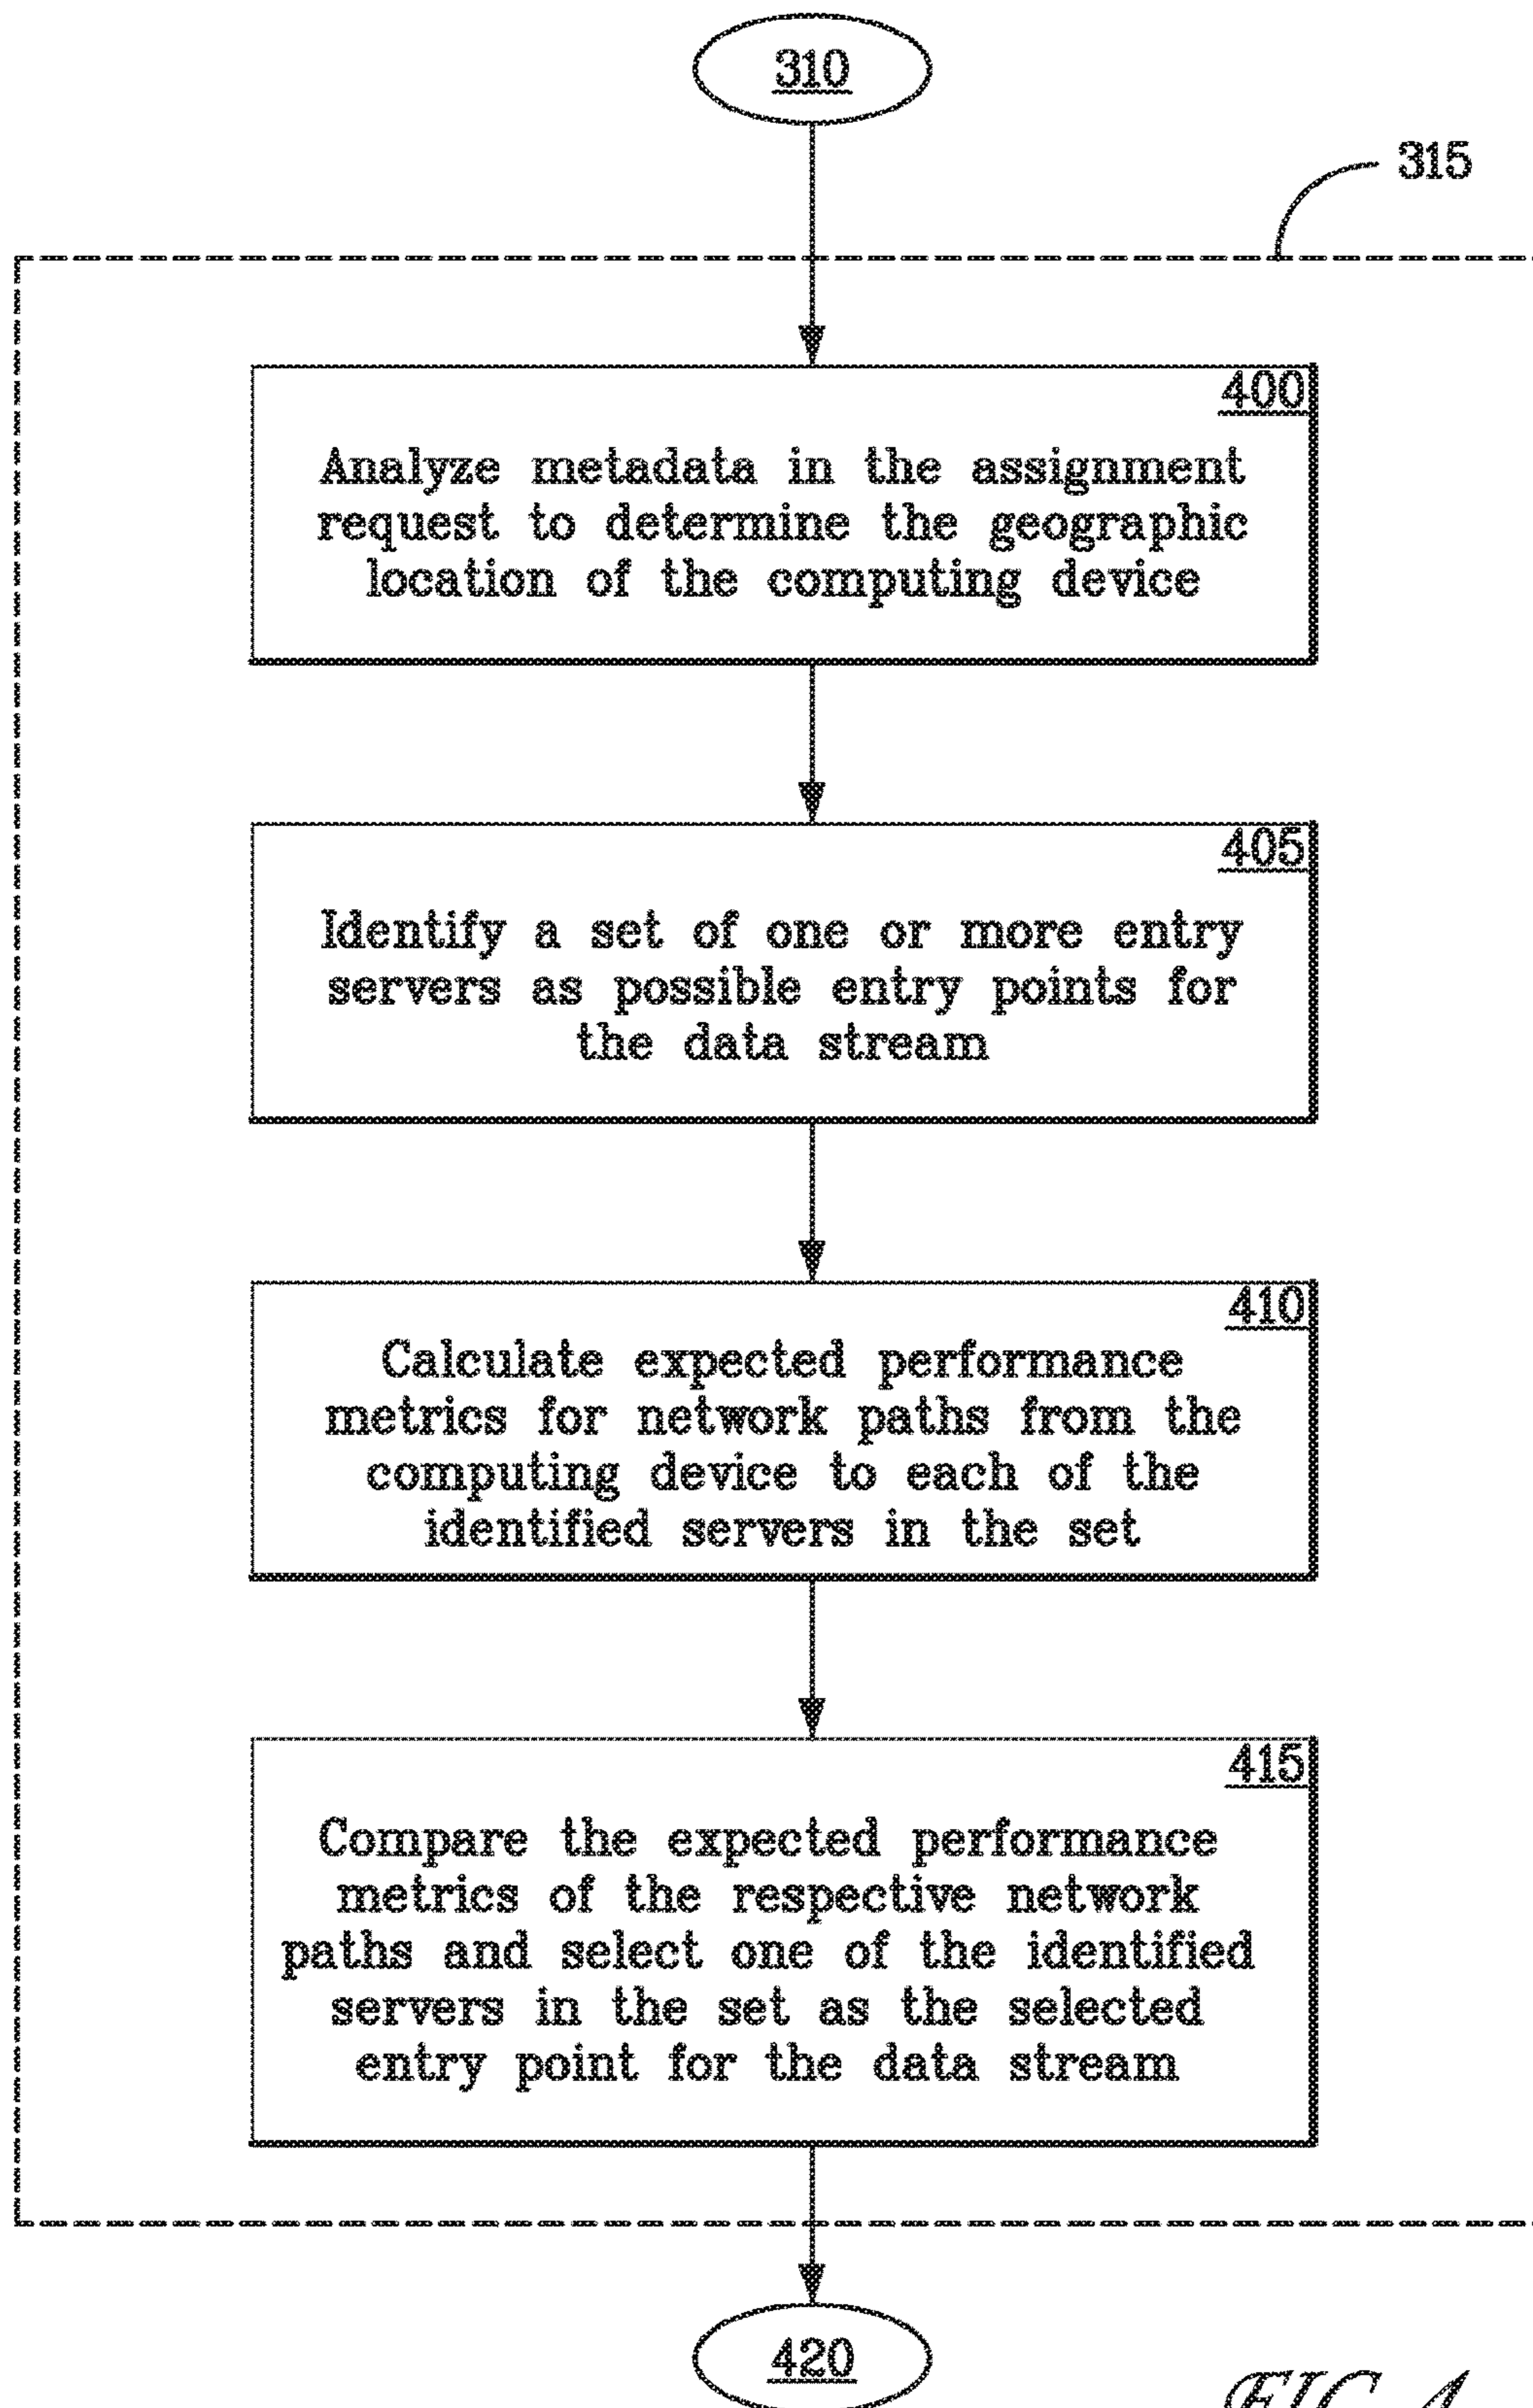 310
315
400
Analyze metadata in the assignment
request to determine the geographic
location of the computing device
405
Identify a set of one or more entry
servers as possible entry points for
the data stream
410
Calculate expected performance
metrics for network paths from the
computing device to each of the
identified servers in the set
415
Compare the expected performance
metrics of the respective network
paths and select one of the identified
servers in the set as the selected
entry point for the data stream
420
FIG. 4